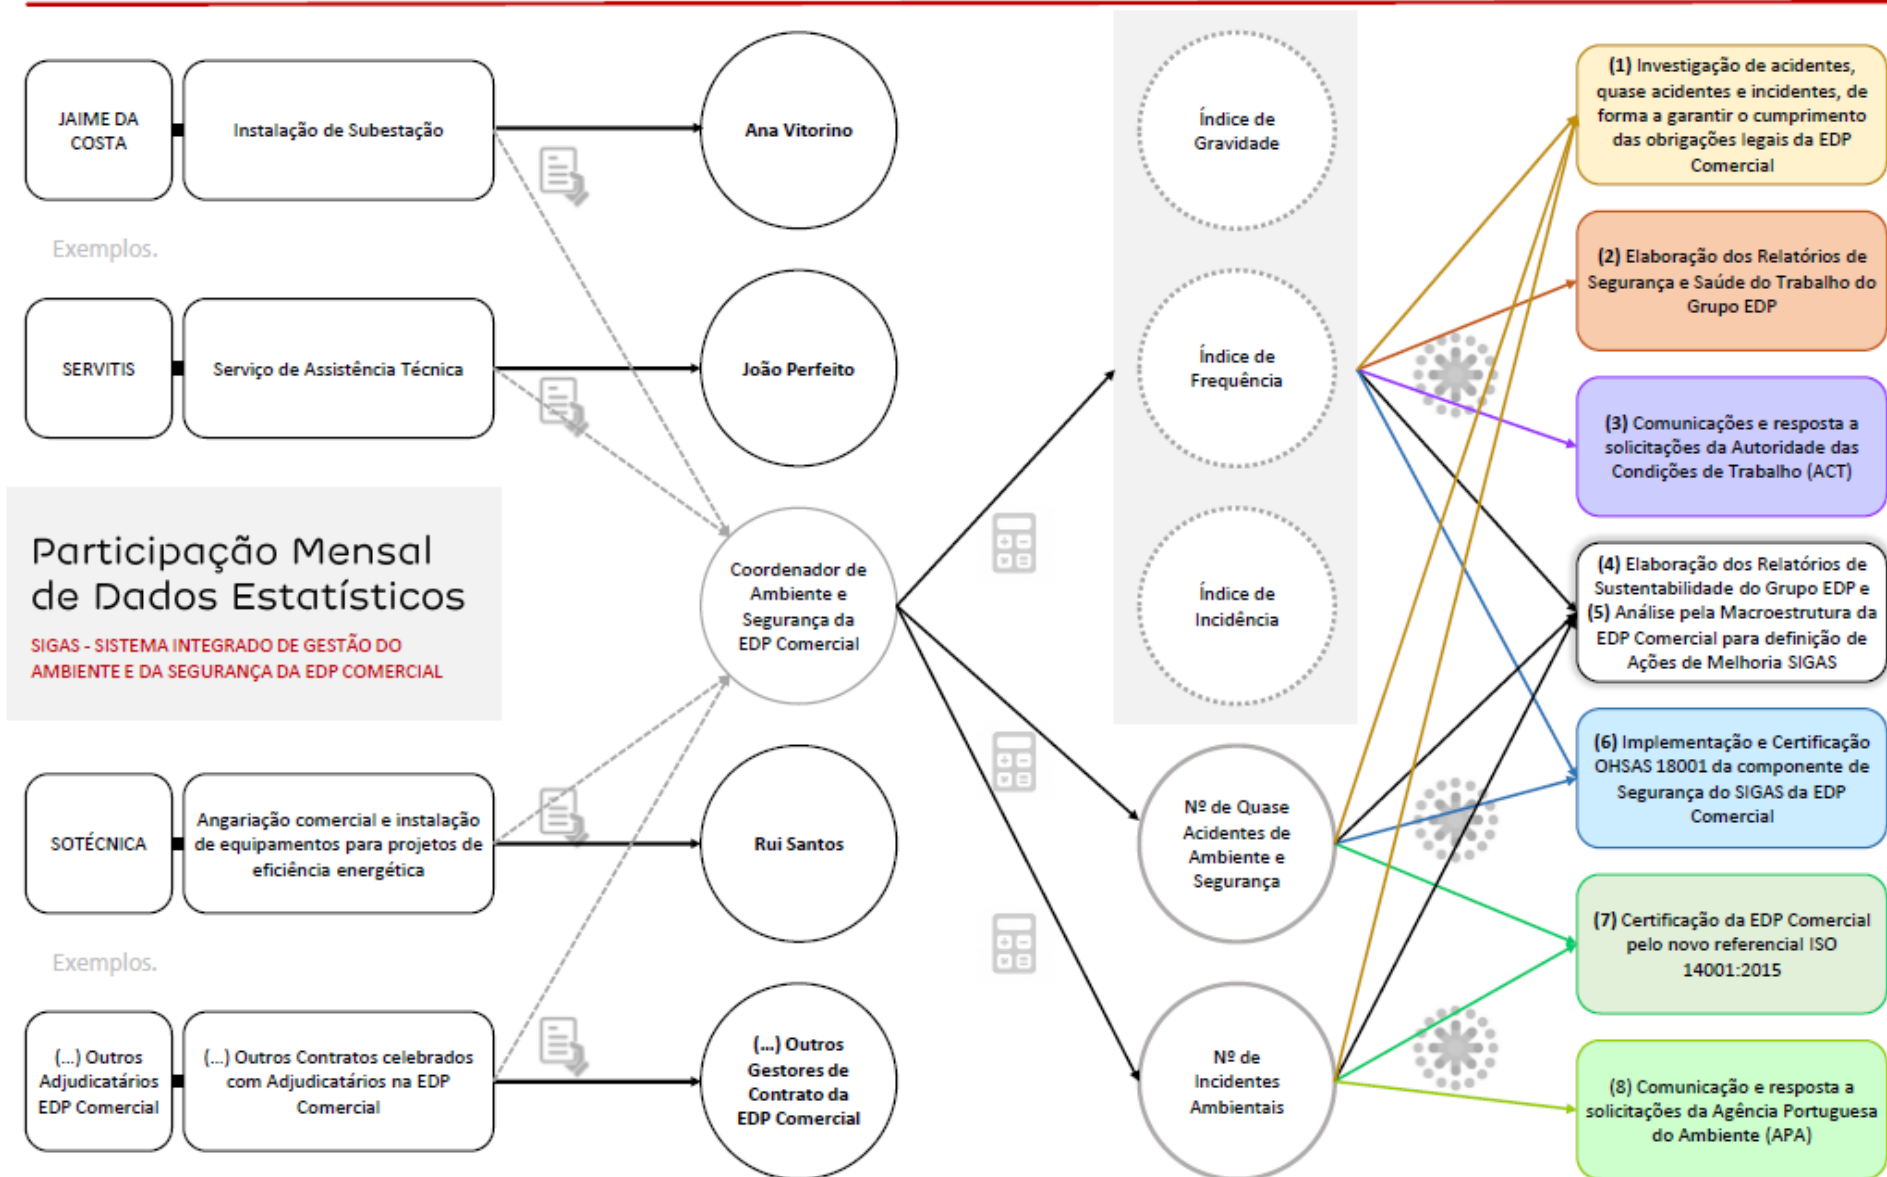 JAIME DA
COSTA
Instalação de Subestação
Ana Vitorino
Exemplos.
SERVITIS
Serviço de Assistência Técnica
João Perfeito
Participação Mensal
de Dados Estatísticos
SIGAS - SISTEMA INTEGRADO DE GESTÃO DO
AMBIENTE E DA SEGURANÇA DA EDP COMERCIAL
Coordenador de
Ambiente e
Segurança da
EDP Comercial
SOTÉCNICA
Angariação comercial e instalação
de equipamentos para projetos de
eficiência energética
Rui Santos
Exemplos.
(...) Outros
Adjudicatários
EDP Comercial
(...) Outros Contratos celebrados
com Adjudicatários na EDP
Comercial
(...) Outros
Gestores de
Contrato da
EDP Comercial
Índice de
Gravidade
Índice de
Frequência
Índice de
Incidência
Nº de Quase
Acidentes de
Ambiente e
Segurança
Nº de
Incidentes
Ambientais
(1) Investigação de acidentes,
quase acidentes e incidentes, de
forma a garantir o cumprimento
das obrigações legais da EDP
Comercial
(2) Elaboração dos Relatórios de
Segurança e Saúde do Trabalho do
Grupo EDP
(3) Comunicações e resposta a
solicitações da Autoridade das
Condições de Trabalho (ACT)
(4) Elaboração dos Relatórios de
Sustentabilidade do Grupo EDP e
(5) Análise pela Macroestrutura da
EDP Comercial para definição de
Ações de Melhoria SIGAS
(6) Implementação e Certificação
OHSAS 18001 da componente de
Segurança do SIGAS da EDP
Comercial
(7) Certificação da EDP Comercial
pelo novo referencial ISO
14001:2015
(8) Comunicação e resposta a
solicitações da Agência Portuguesa
do Ambiente (APA)